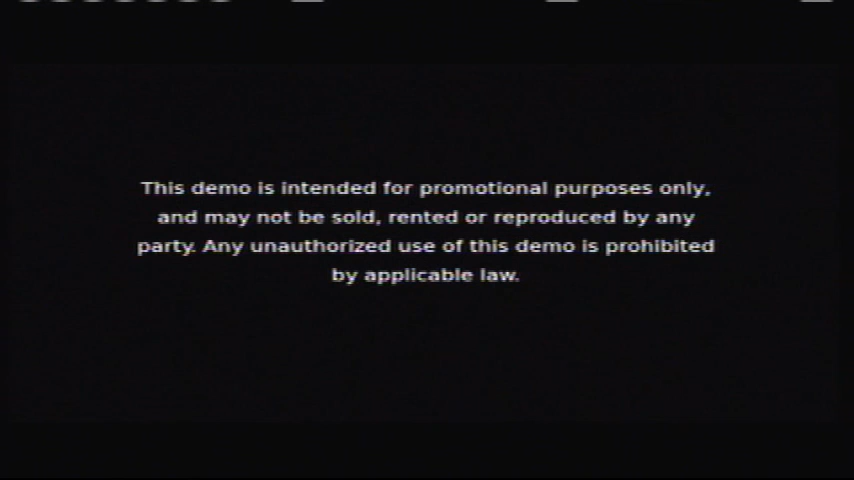 This demo is intended for promotional purposes only,
and may not be sold, rented or reproduced by any
party. Any unauthorized use of this demo is prohibited
by applicable law.